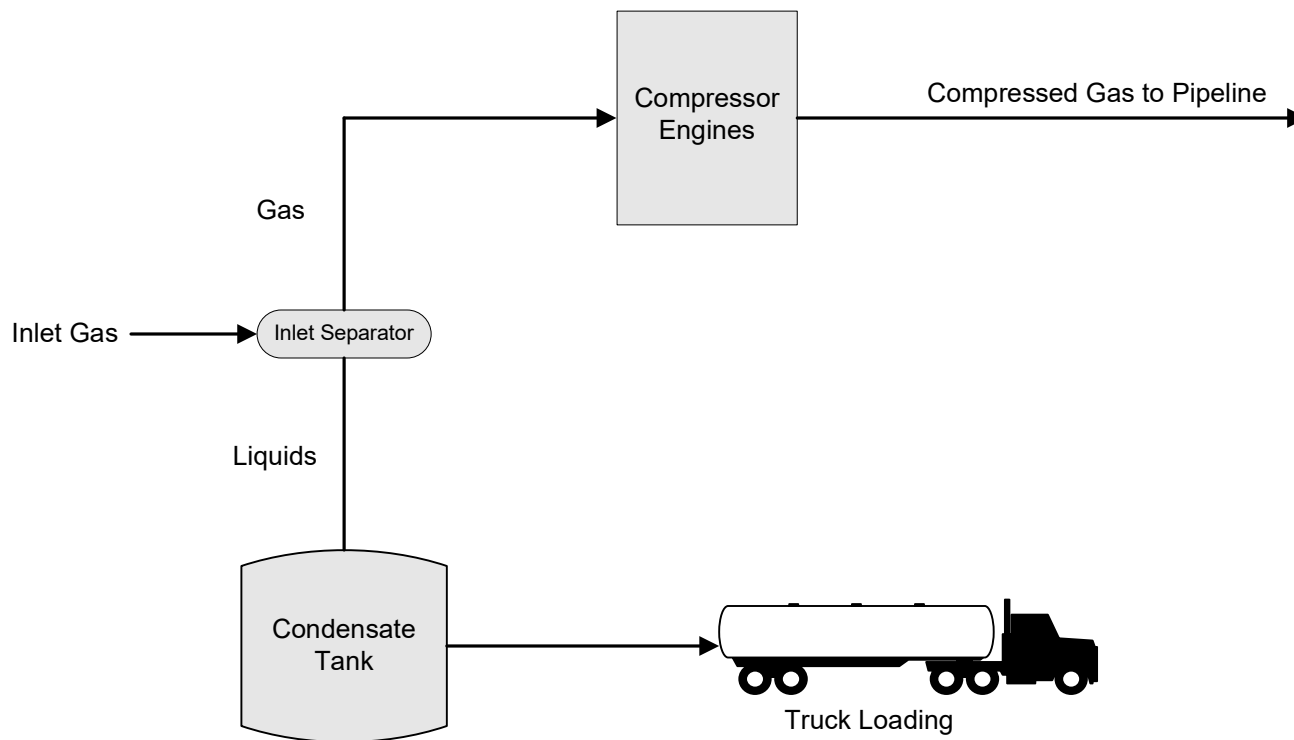 Compressor
Engines
Compressed Gas to Pipeline
Gas
Inlet Gas
Inlet Separator
Liquids
Condensate
Tank
Truck Loading